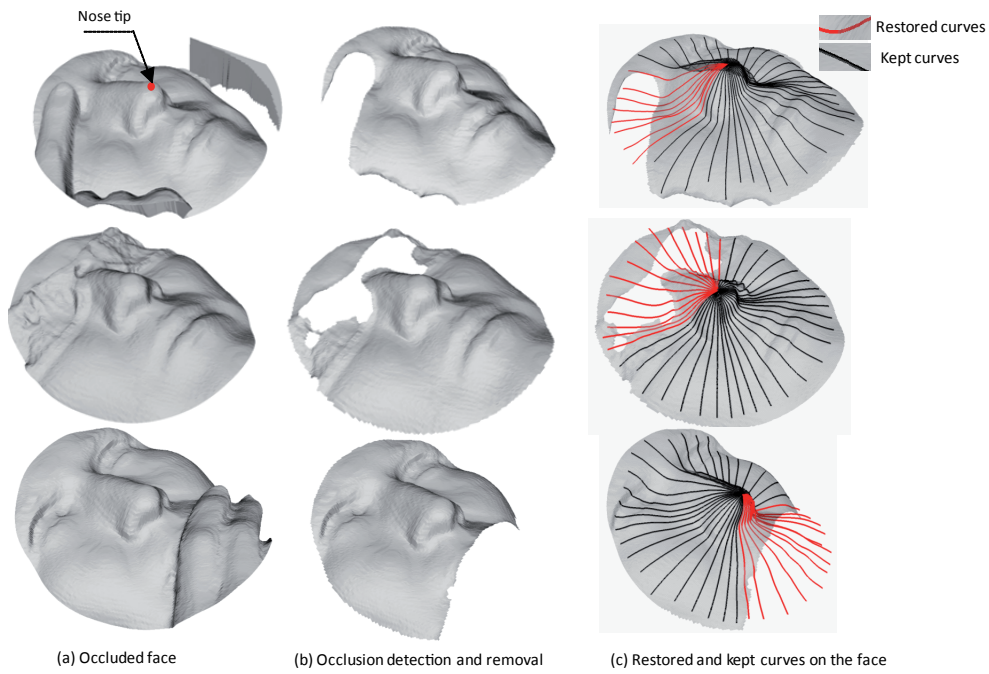 Nose tip
Restored curves
Kept curves
(a) Occluded face
(b) Occlusion detection and removal
(c) Restored and kept curves on the face